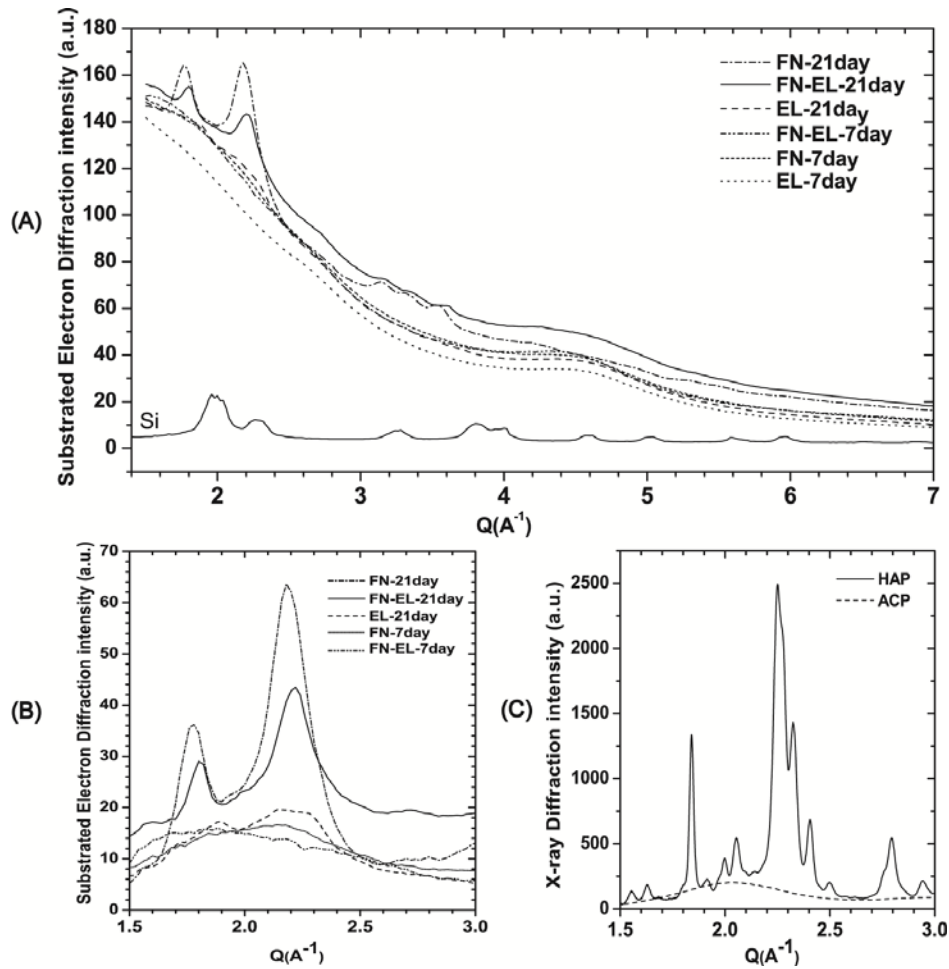 (A)
Substrated Electron Diffraction intensity (a.u.)
180
160
140
120
100
80
60
40
20
0
FN-21day
FN-EL-21day
EL-21day
FN-EL-7day
FN-7day
EL-7day
Si
2 3 4 5 6 7
Q(A⁻¹)
(B)
Substrated Electron Diffraction intensity (a.u.)
70
60
50
40
30
20
10
0
FN-21day
FN-EL-21day
EL-21day
FN-7day
FN-EL-7day
1.5 2.0 2.5 3.0
Q(A⁻¹)
(C)
X-ray Diffraction intensity (a.u.)
2500
2000
1500
1000
500
0
HAP
ACP
1.5 2.0 2.5 3.0
Q(A⁻¹)